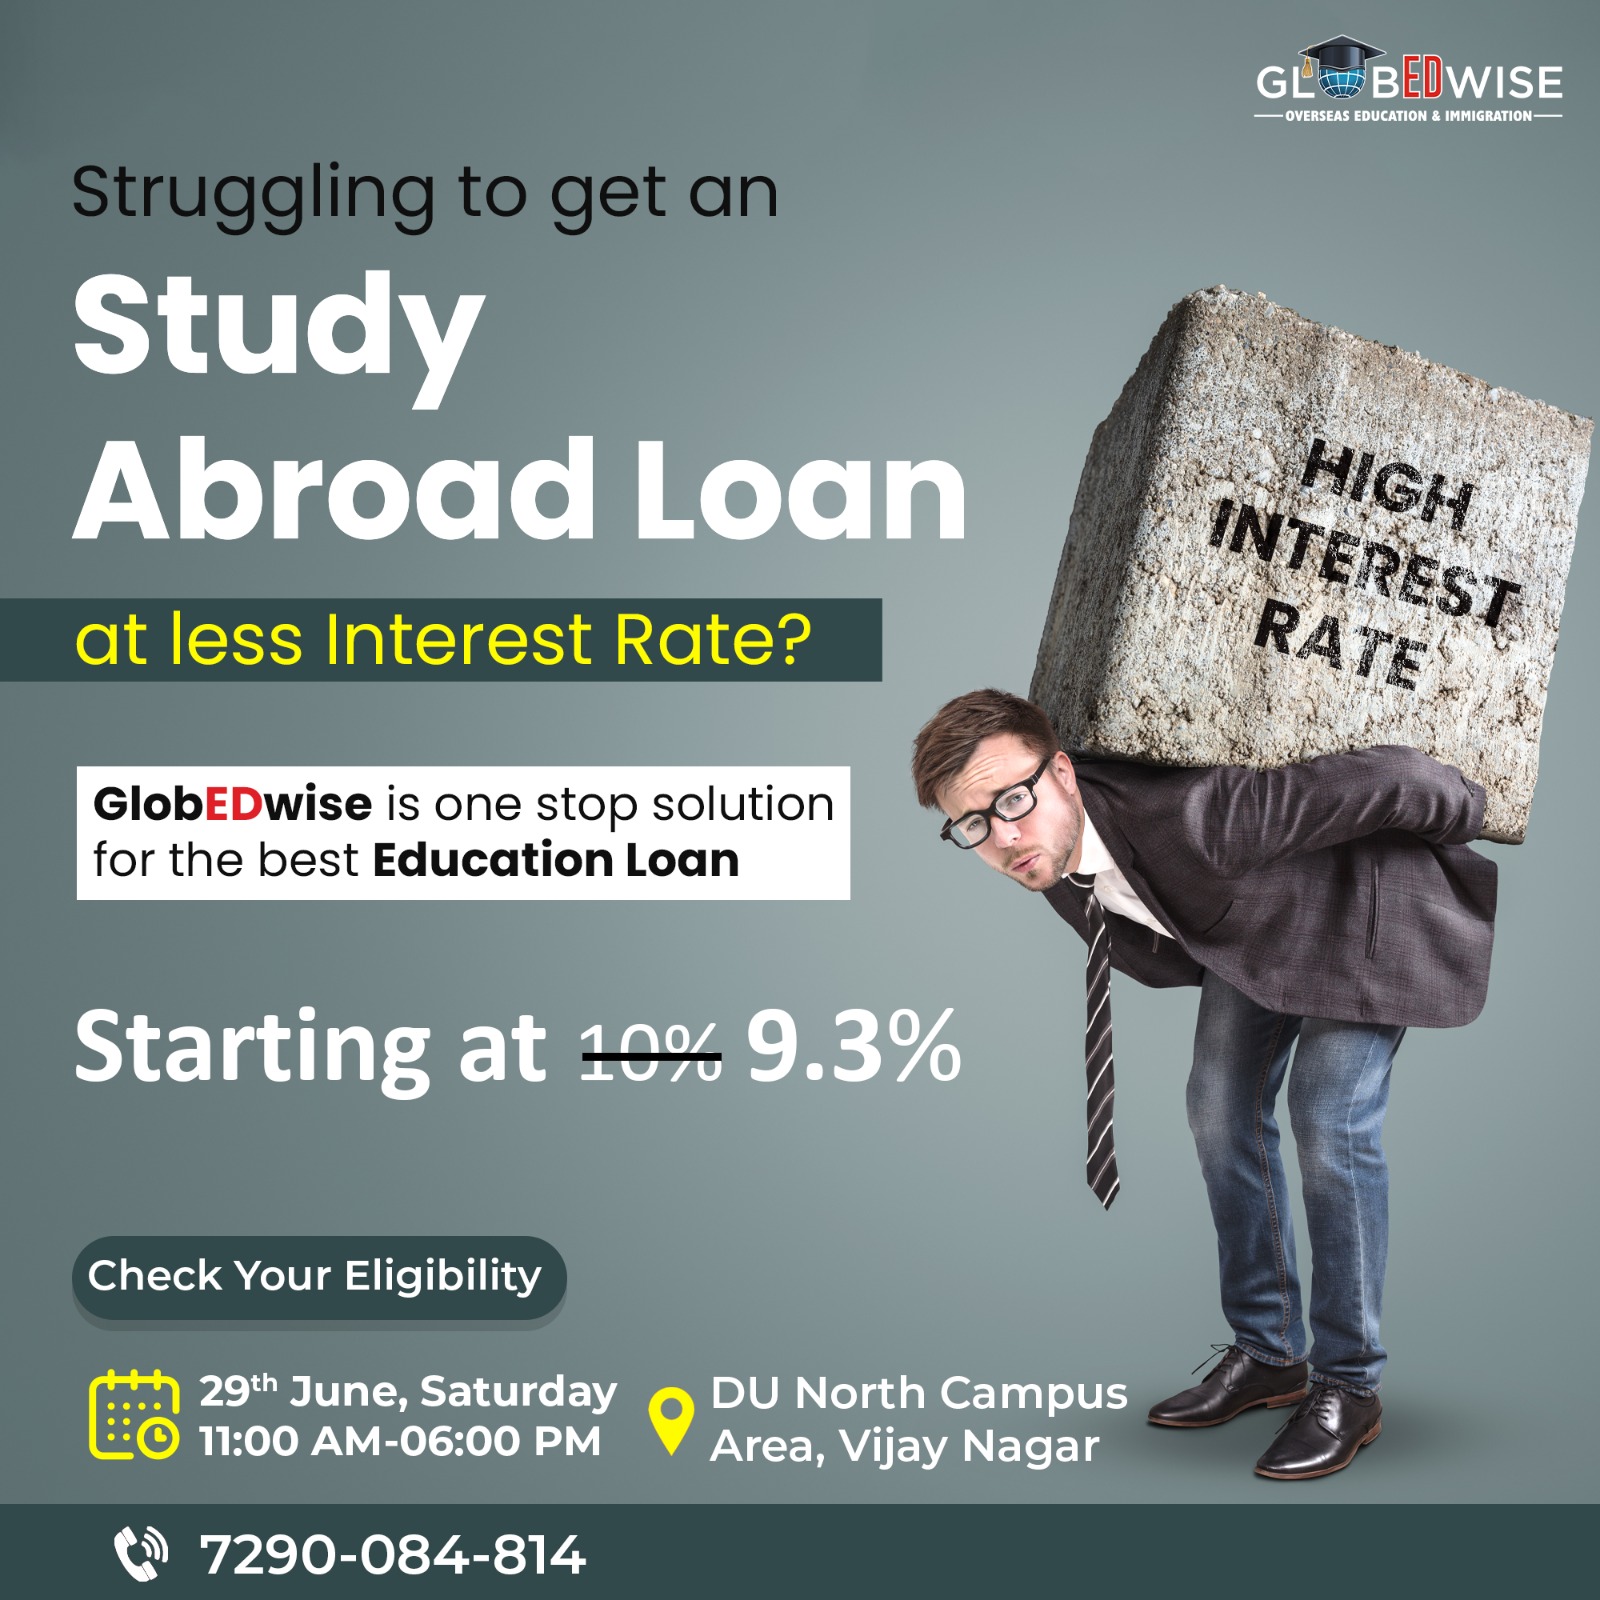 GLOBEDWISE
OVERSEAS EDUCATION & IMMIGRATION
Struggling to get an
Study
Abroad Loan
at less Interest Rate?
HIGH
INTEREST
RATE
GlobEDwise is one stop solution
for the best Education Loan
Starting at 10% 9.3%
Check Your Eligibility
29th June, Saturday
11:00 AM-06:00 PM
DU North Campus
Area, Vijay Nagar
7290-084-814